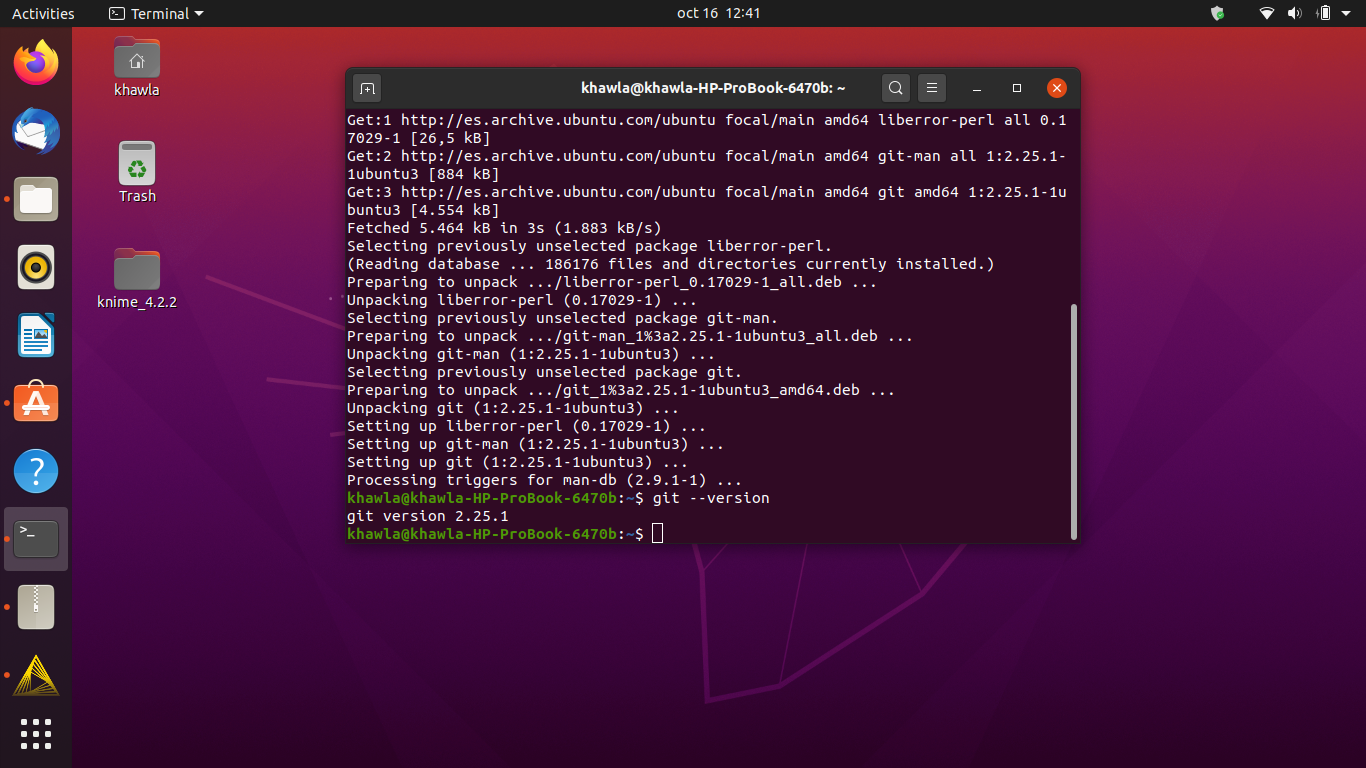 Activities
Terminal
oct 16 12:41
khawla
Trash
knime_4.2.2
khawla@khawla-HP-ProBook-6470b: ~
Get:1 http://es.archive.ubuntu.com/ubuntu focal/main amd64 liberror-perl all 0.1
7029-1 [26,5 kB]
Get:2 http://es.archive.ubuntu.com/ubuntu focal/main amd64 git-man all 1:2.25.1-
1ubuntu3 [884 kB]
Get:3 http://es.archive.ubuntu.com/ubuntu focal/main amd64 git amd64 1:2.25.1-1u
buntu3 [4.554 kB]
Fetched 5.464 kB in 3s (1.883 kB/s)
Selecting previously unselected package liberror-perl.
(Reading database ... 186176 files and directories currently installed.)
Preparing to unpack .../liberror-perl_0.17029-1_all.deb ...
Unpacking liberror-perl (0.17029-1) ...
Selecting previously unselected package git-man.
Preparing to unpack .../git-man_1%3a2.25.1-1ubuntu3_all.deb ...
Unpacking git-man (1:2.25.1-1ubuntu3) ...
Selecting previously unselected package git.
Preparing to unpack .../git_1%3a2.25.1-1ubuntu3_amd64.deb ...
Unpacking git (1:2.25.1-1ubuntu3) ...
Setting up liberror-perl (0.17029-1) ...
Setting up git-man (1:2.25.1-1ubuntu3) ...
Setting up git (1:2.25.1-1ubuntu3) ...
Processing triggers for man-db (2.9.1-1) ...
khawla@khawla-HP-ProBook-6470b:~$ git --version
git version 2.25.1
khawla@khawla-HP-ProBook-6470b:~$